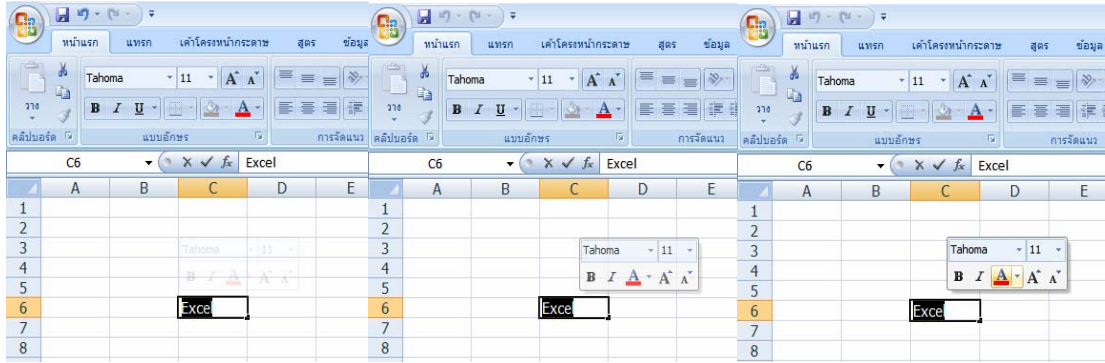 หน้าแรก แทรก เค้าโครงหน้ากระดาษ สูตร ข้อมูล
วาง Tahoma 11 A A
B I U A
คลิปบอร์ด แบบอักษร การจัดแนว
C6 fx Excel
A B C D E
1
2
3 Tahoma 11
4 B I A A A
5
6 Excel
7
8
หน้าแรก แทรก เค้าโครงหน้ากระดาษ สูตร ข้อมูล
วาง Tahoma 11 A A
B I U A
คลิปบอร์ด แบบอักษร การจัดแนว
C6 fx Excel
A B C D E
1
2
3 Tahoma 11
4 B I A A A
5
6 Excel
7
8
หน้าแรก แทรก เค้าโครงหน้ากระดาษ สูตร ข้อมูล
วาง Tahoma 11 A A
B I U A
คลิปบอร์ด แบบอักษร การจัดแนว
C6 fx Excel
A B C D E
1
2
3 Tahoma 11
4 B I A A A
5
6 Excel
7
8